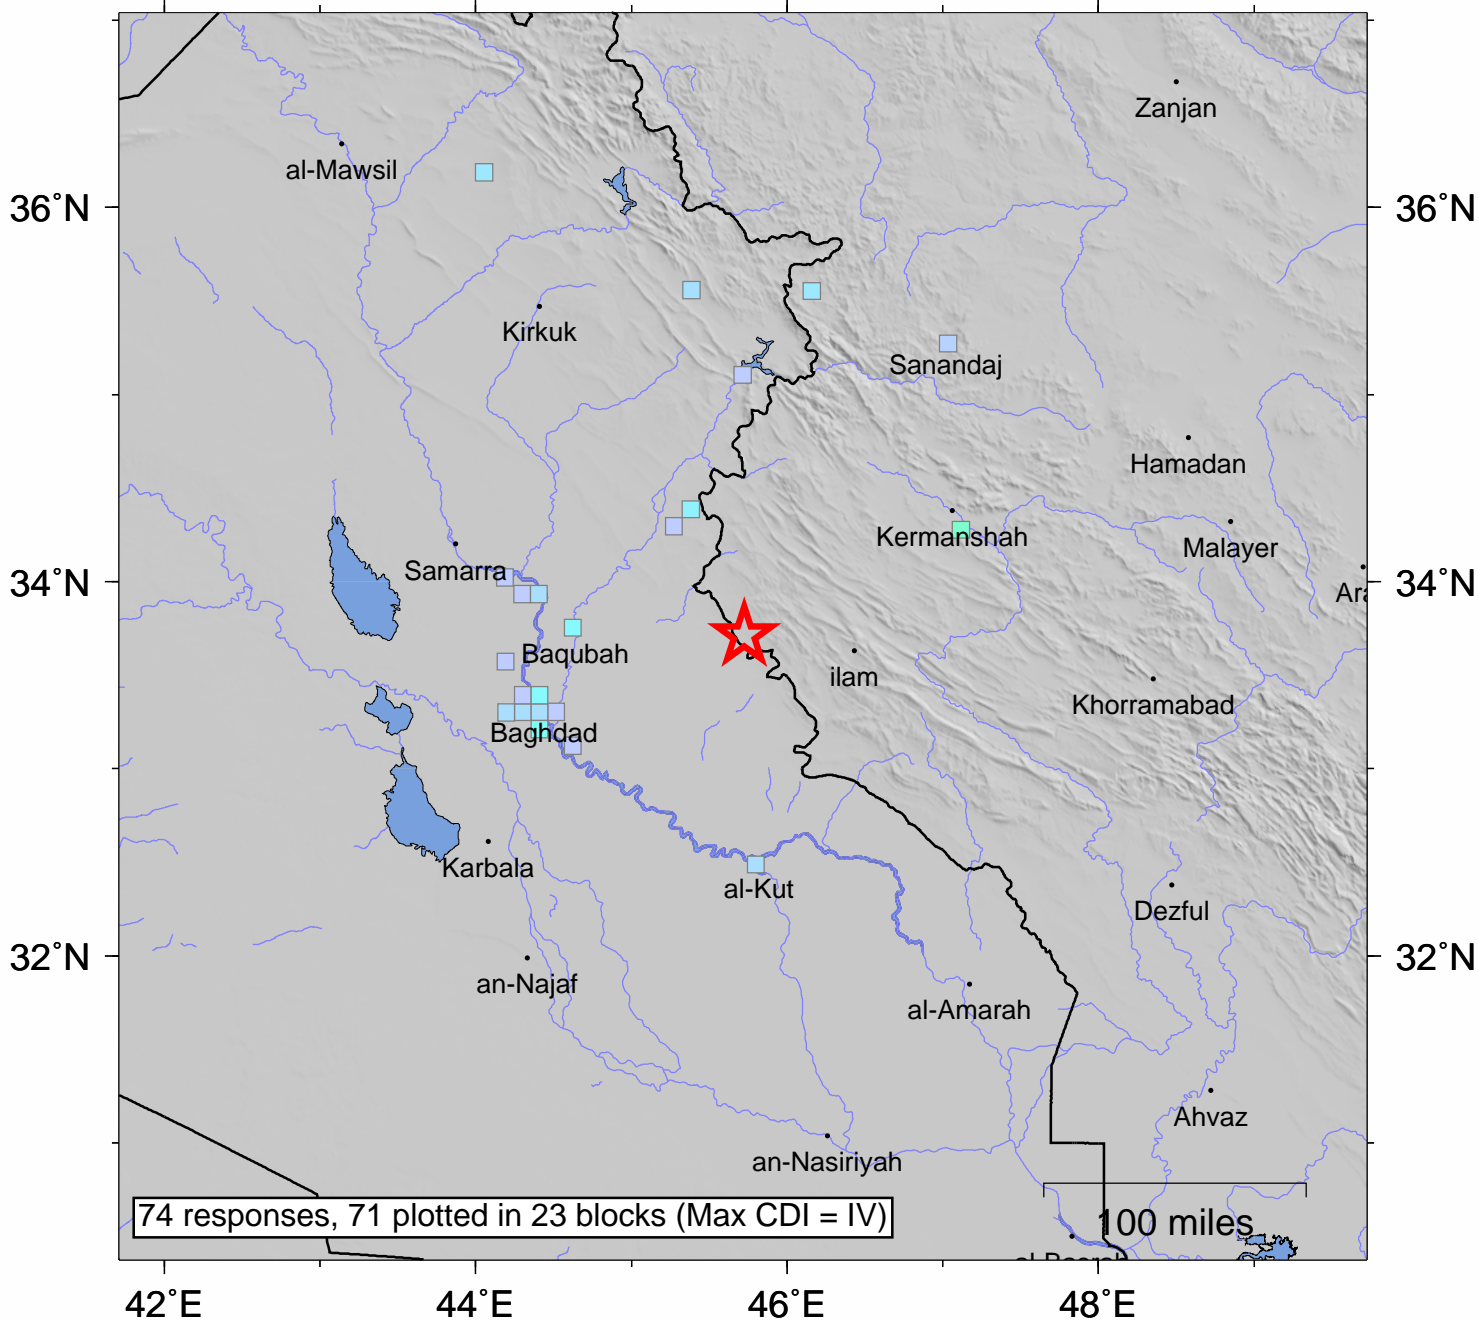 Zanjan
al-Mawsil
36˚N
36˚N
Kirkuk
Sanandaj
Hamadan
Kermanshah
Malayer
Samarra
34˚N
34˚N
Baqubah
ilam
Khorramabad
Baghdad
Karbala
al-Kut
Dezful
32˚N
32˚N
an-Najaf
al-Amarah
Ahvaz
an-Nasiriyah
74 responses, 71 plotted in 23 blocks (Max CDI = IV)
100 miles
42˚E
44˚E
46˚E
48˚E